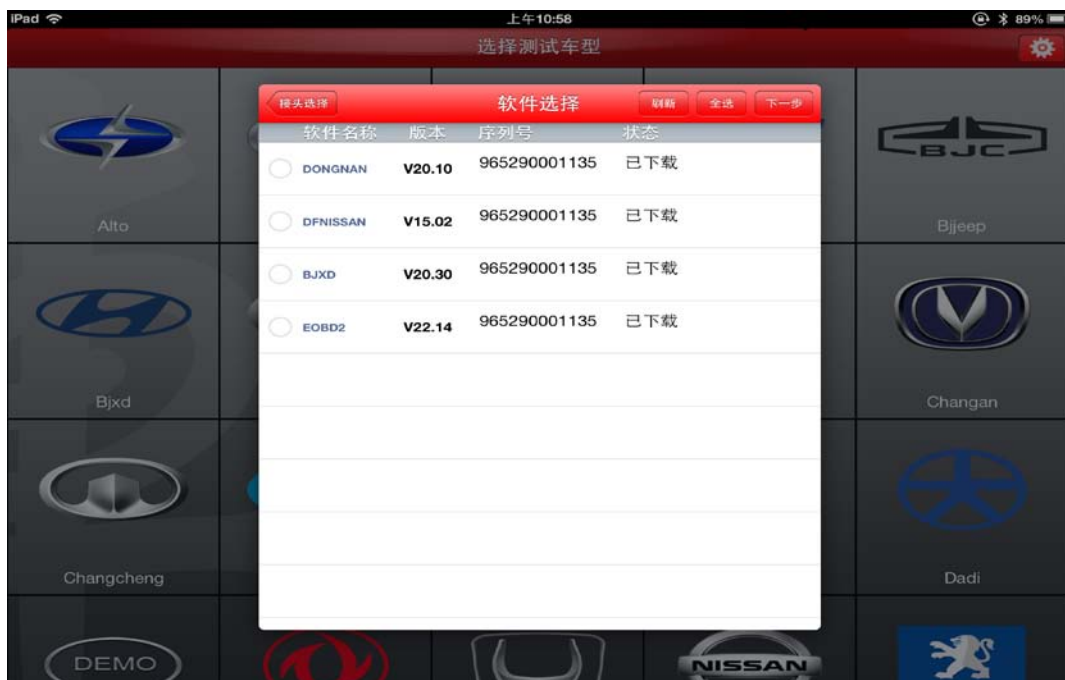 iPad 上午10:58 89%
选择测试车型
接头选择 软件选择 刷新 全选 下一步
软件名称 版本 序列号 状态
DONGNAN V20.10 965290001135 已下载
DFNISSAN V15.02 965290001135 已下载
BJXD V20.30 965290001135 已下载
EOBD2 V22.14 965290001135 已下载
BJC
Alto Bjjeep
Bjxd Changan
Changcheng Dadi
DEMO NISSAN